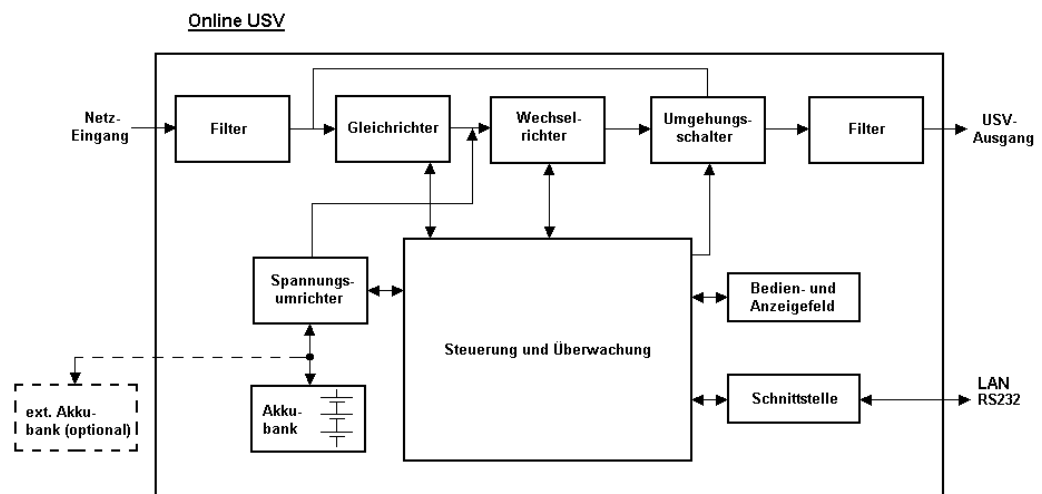 Online USV
Netz-
Eingang
Filter
Gleichrichter
Wechsel-
richter
Umgehungs-
schalter
Filter
USV-
Ausgang
Spannungs-
umrichter
Steuerung und Überwachung
Bedien- und
Anzeigefeld
ext. Akku-
bank (optional)
Akku-
bank
Schnittstelle
LAN
RS232